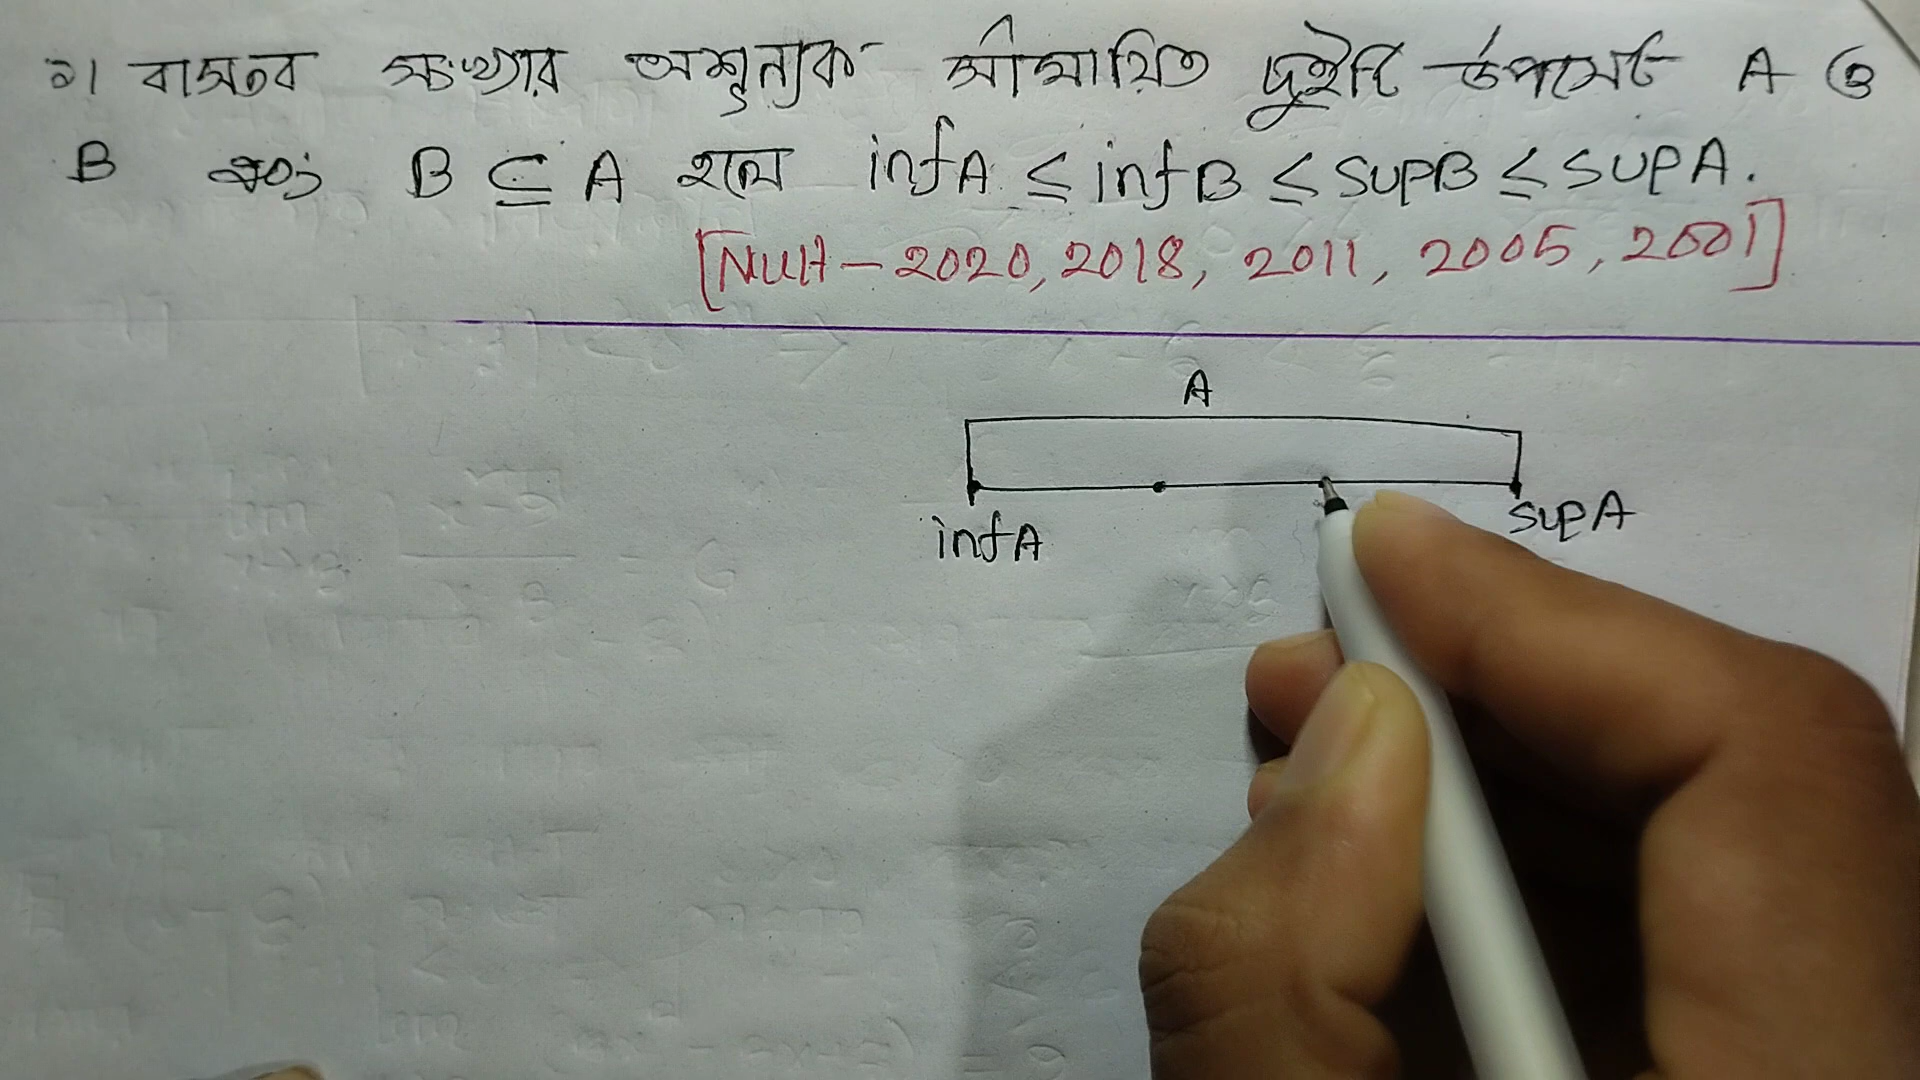 ২। বাস্তব সংখ্যার অশূন্যক সীমায়িত দুইটি উপসেট A ও
B এবং B ⊆ A হলে infA ≤ infB ≤ SUPB ≤ SUPA.
[NUH - 2020, 2018, 2011, 2005, 2001]
A
infA supA